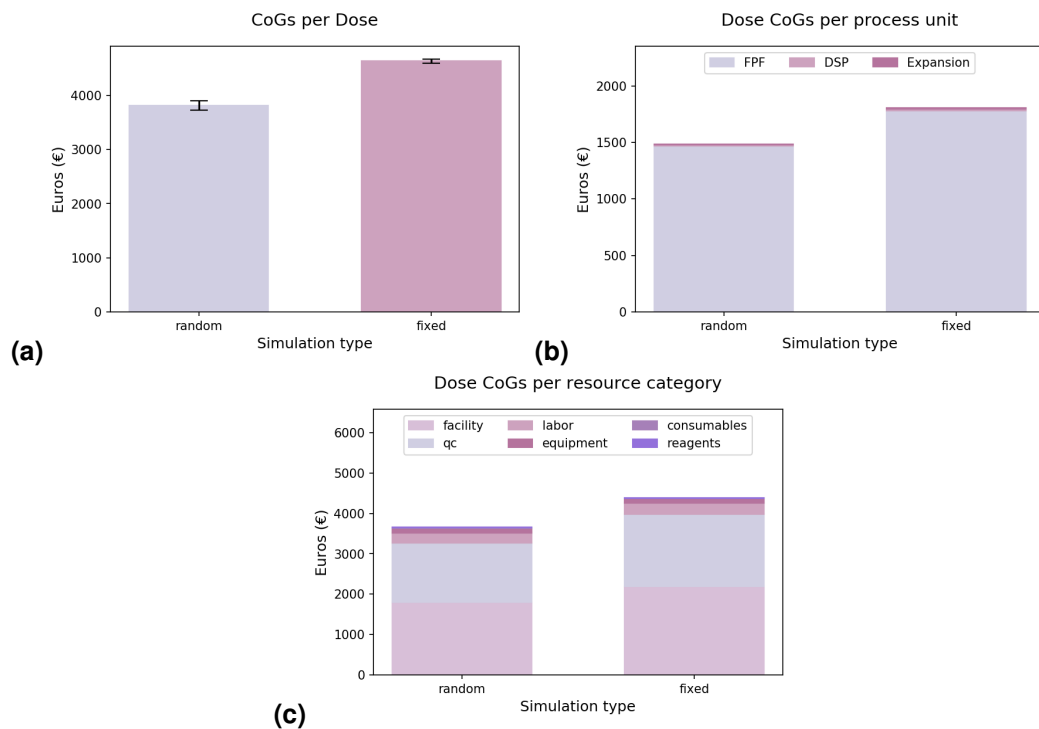 CoGs per Dose
Euros (€)
4000
3000
2000
1000
0
random fixed
Simulation type
(a)
Dose CoGs per process unit
FPF DSP Expansion
Euros (€)
2000
1500
1000
500
0
random fixed
Simulation type
(b)
Dose CoGs per resource category
facility labor consumables
qc equipment reagents
Euros (€)
6000
5000
4000
3000
2000
1000
0
random fixed
Simulation type
(c)